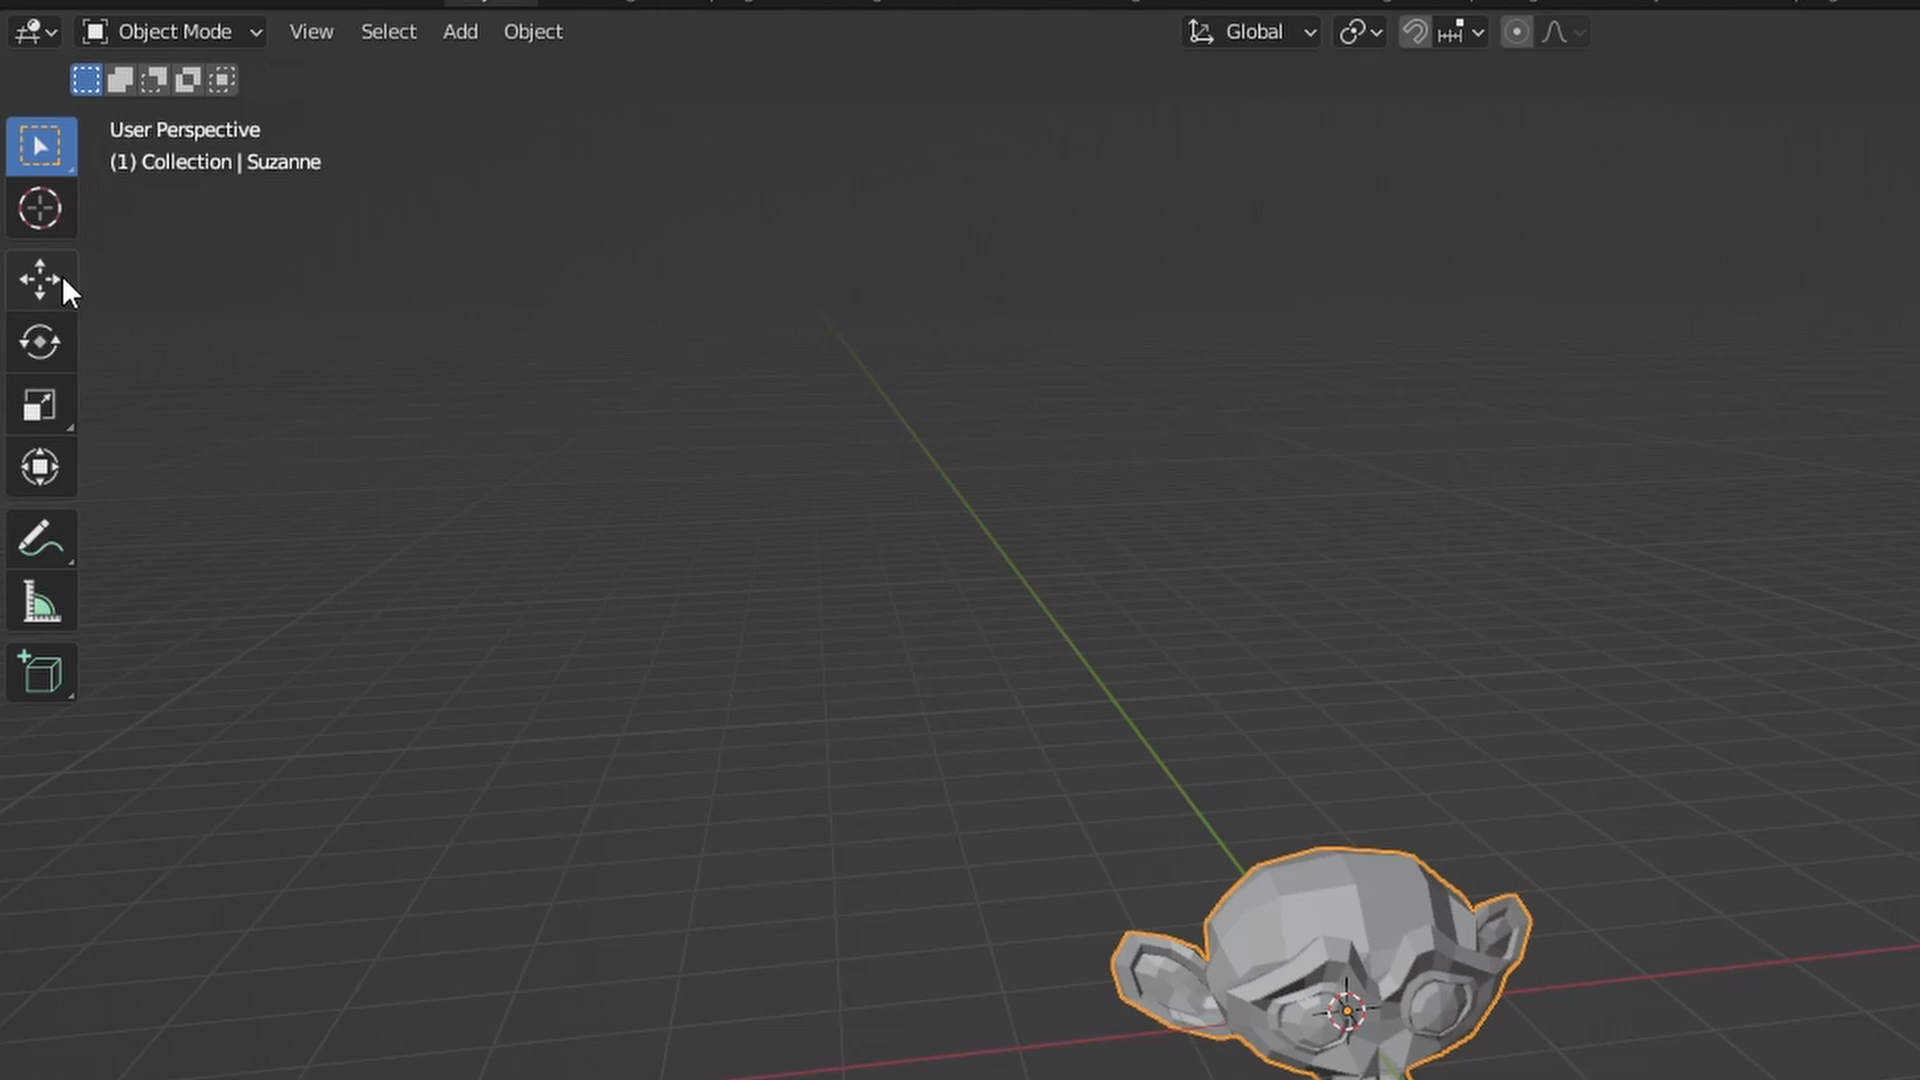 Object Mode View Select Add Object Global
User Perspective
(1) Collection | Suzanne